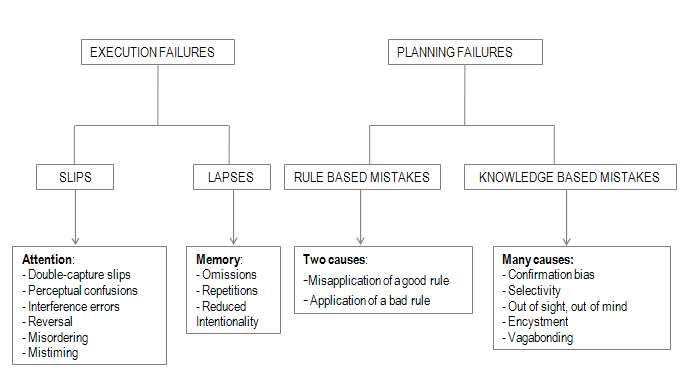 EXECUTION FAILURES
PLANNING FAILURES
SLIPS
LAPSES
RULE BASED MISTAKES
KNOWLEDGE BASED MISTAKES
Attention:
- Double-capture slips
- Perceptual confusions
- Interference errors
- Reversal
- Misordering
- Mistiming
Memory:
- Omissions
- Repetitions
- Reduced
Intentionality
Two causes:
-Misapplication of a good rule
- Application of a bad rule
Many causes:
- Confirmation bias
- Selectivity
- Out of sight, out of mind
- Encystment
- Vagabonding